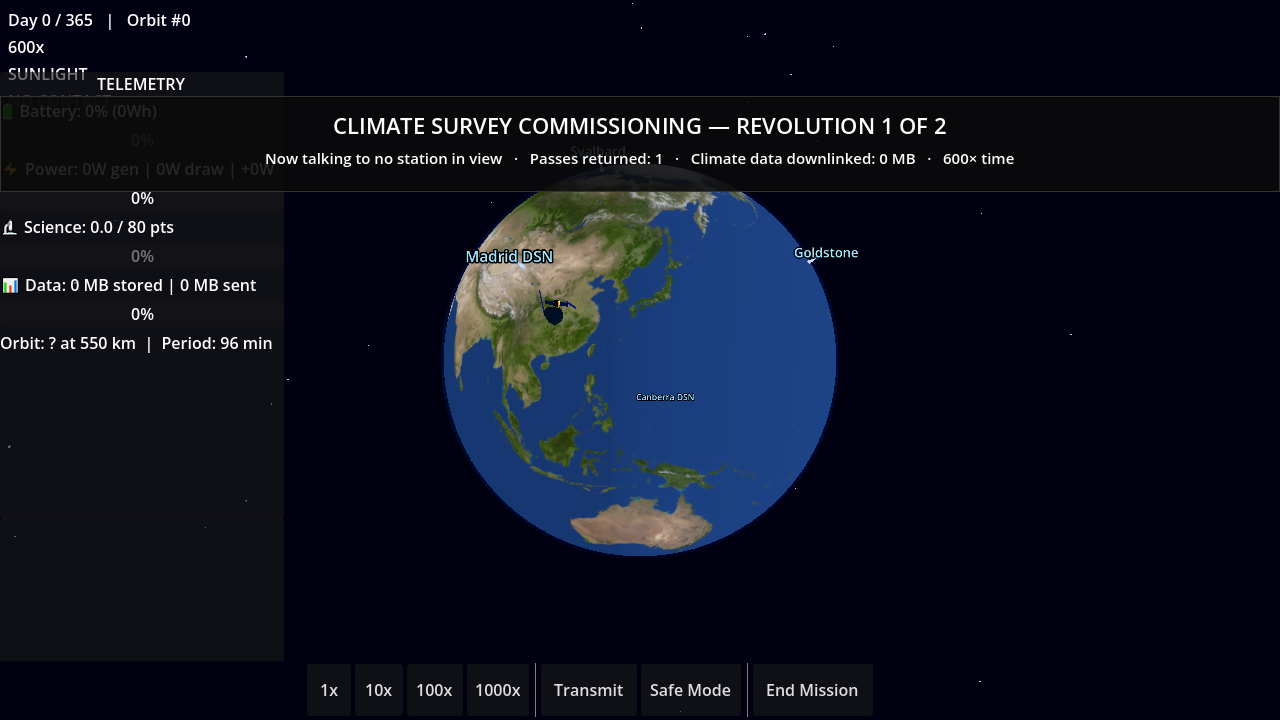 Day 0 / 365 | Orbit #0
600x
SUNLIGHT
NO CONTACT
TELEMETRY
Battery: 0% (0Wh)
0%
Power: 0W gen | 0W draw | +0W
0%
Science: 0.0 / 80 pts
0%
Data: 0 MB stored | 0 MB sent
0%
Orbit: ? at 550 km | Period: 96 min
CLIMATE SURVEY COMMISSIONING — REVOLUTION 1 OF 2
Svalbard
Now talking to no station in view · Passes returned: 1 · Climate data downlinked: 0 MB · 600× time
Madrid DSN
Goldstone
Canberra DSN
1x 10x 100x 1000x Transmit Safe Mode End Mission